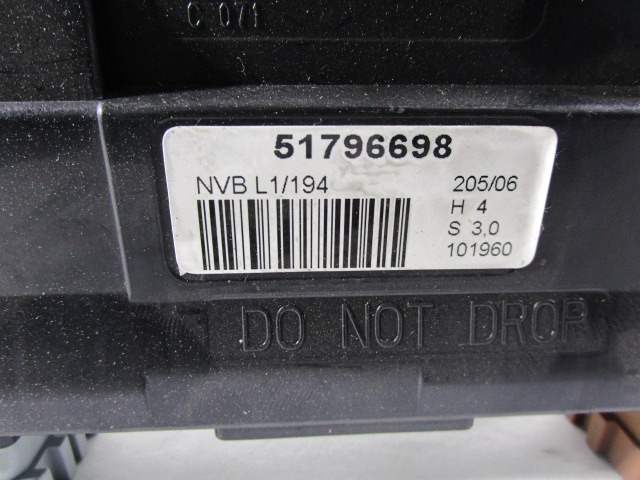 C 071
51796698
NVB L1/194
205/06
H 4
S 3,0
101960
DO NOT DROP